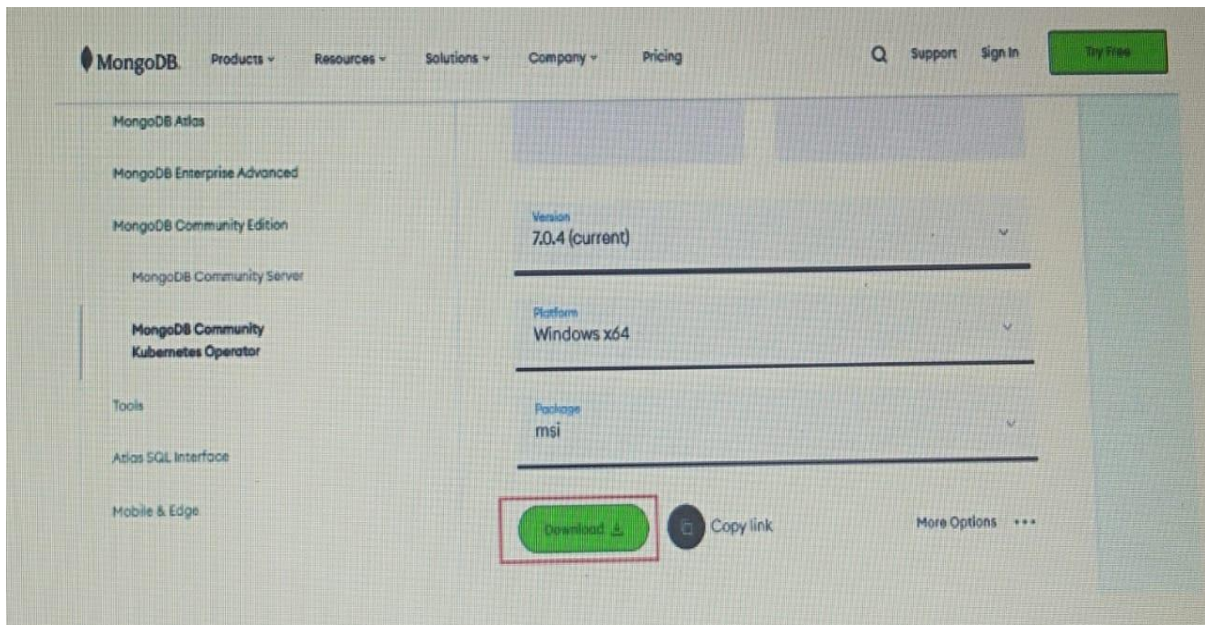 MongoDB. Products Resources Solutions Company Pricing Support Sign In Try Free
MongoDB Atlas
MongoDB Enterprise Advanced
MongoDB Community Edition
MongoDB Community Server
MongoDB Community
Kubernetes Operator
Tools
Atlas SQL Interface
Mobile & Edge
Version
7.0.4 (current)
Platform
Windows x64
Package
msi
Download Copy link More Options